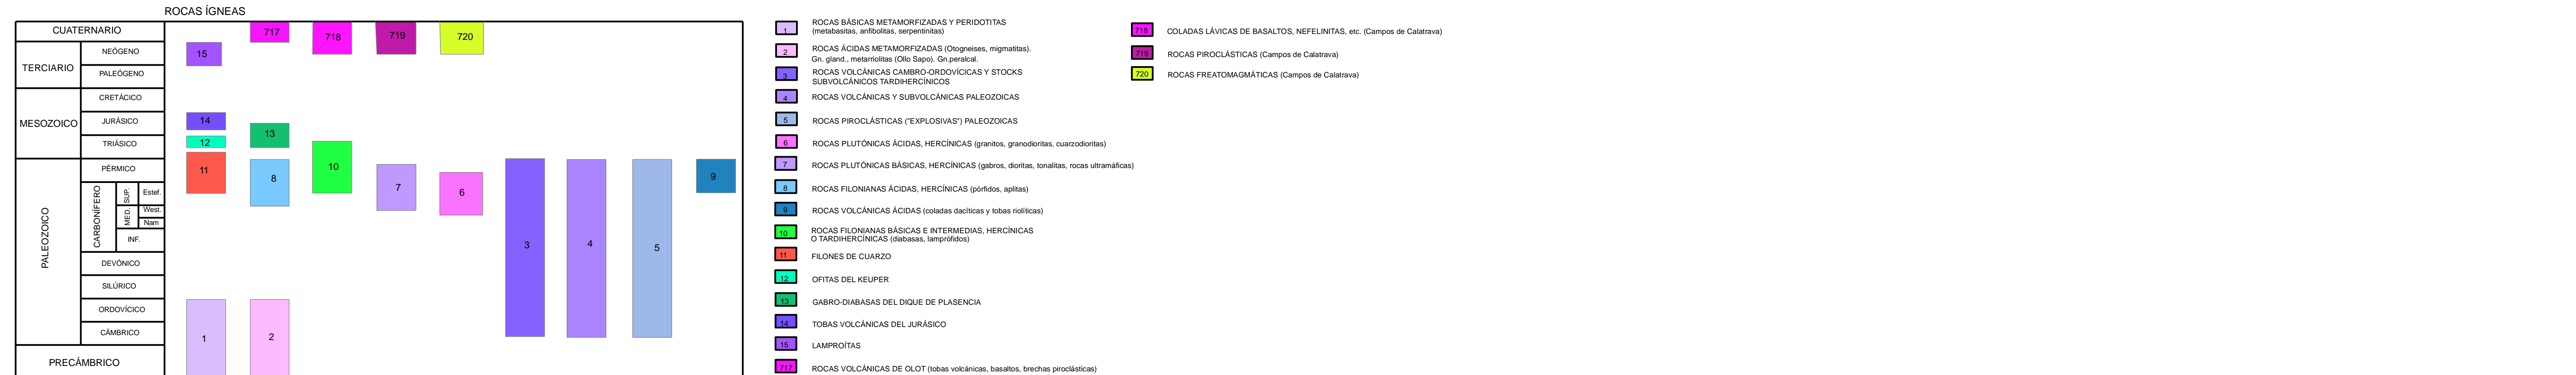 ROCAS ÍGNEAS
CUATERNARIO
TERCIARIO
NEÓGENO
PALEÓGENO
MESOZOICO
CRETÁCICO
JURÁSICO
TRIÁSICO
PALEOZOICO
PÉRMICO
CARBONÍFERO
SUP.
Estef.
MED.
West.
Nam
INF.
DEVÓNICO
SILÚRICO
ORDOVÍCICO
CÁMBRICO
PRECÁMBRICO
717
718
719
720
15
14
13
12
11
8
10
7
6
9
3
4
5
1
2
1 ROCAS BÁSICAS METAMORFIZADAS Y PERIDOTITAS
(metabasitas, anfibolitas, serpentinitas)
2 ROCAS ÁCIDAS METAMORFIZADAS (Otogneises, migmatitas).
Gn. gland., metarriolitas (Ollo Sapo). Gn.peralcal.
3 ROCAS VOLCÁNICAS CAMBRO-ORDOVÍCICAS Y STOCKS
SUBVOLCÁNICOS TARDIHERCÍNICOS
4 ROCAS VOLCÁNICAS Y SUBVOLCÁNICAS PALEOZOICAS
5 ROCAS PIROCLÁSTICAS ("EXPLOSIVAS") PALEOZOICAS
6 ROCAS PLUTÓNICAS ÁCIDAS, HERCÍNICAS (granitos, granodioritas, cuarzodioritas)
7 ROCAS PLUTÓNICAS BÁSICAS, HERCÍNICAS (gabros, dioritas, tonalitas, rocas ultramáficas)
8 ROCAS FILONIANAS ÁCIDAS, HERCÍNICAS (pórfidos, aplitas)
9 ROCAS VOLCÁNICAS ÁCIDAS (coladas dacíticas y tobas riolíticas)
10 ROCAS FILONIANAS BÁSICAS E INTERMEDIAS, HERCÍNICAS
O TARDIHERCÍNICAS (diabasas, lamprófidos)
11 FILONES DE CUARZO
12 OFITAS DEL KEUPER
13 GABRO-DIABASAS DEL DIQUE DE PLASENCIA
14 TOBAS VOLCÁNICAS DEL JURÁSICO
15 LAMPROÍTAS
717 ROCAS VOLCÁNICAS DE OLOT (tobas volcánicas, basaltos, brechas piroclásticas)
718 COLADAS LÁVICAS DE BASALTOS, NEFELINITAS, etc. (Campos de Calatrava)
719 ROCAS PIROCLÁSTICAS (Campos de Calatrava)
720 ROCAS FREATOMAGMÁTICAS (Campos de Calatrava)